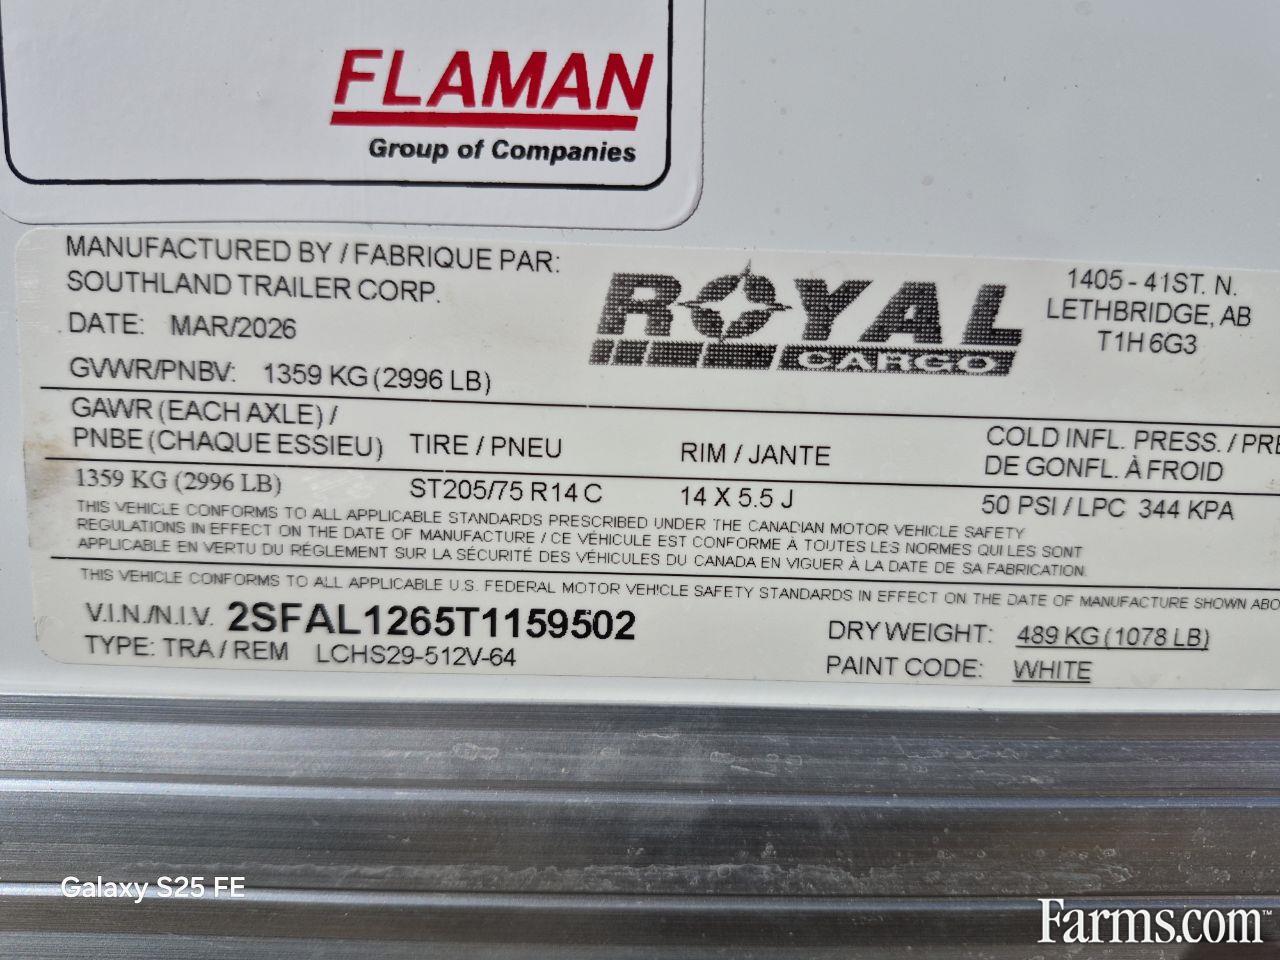 FLAMAN
Group of Companies
MANUFACTURED BY / FABRIQUE PAR:
SOUTHLAND TRAILER CORP.
DATE: MAR/2026
GVWR/PNBV: 1359 KG (2996 LB)
ROYAL
CARGO
1405 - 41ST. N.
LETHBRIDGE, AB
T1H 6G3
GAWR (EACH AXLE) /
PNBE (CHAQUE ESSIEU)
TIRE / PNEU
RIM / JANTE
COLD INFL. PRESS. / PRE
DE GONFL. À FROID
1359 KG (2996 LB)
ST205/75 R14 C
14 X 5.5 J
50 PSI / LPC 344 KPA
THIS VEHICLE CONFORMS TO ALL APPLICABLE STANDARDS PRESCRIBED UNDER THE CANADIAN MOTOR VEHICLE SAFETY
REGULATIONS IN EFFECT ON THE DATE OF MANUFACTURE / CE VÉHICULE EST CONFORME À TOUTES LES NORMES QUI LES SONT
APPLICABLE EN VERTU DU RÉGLEMENT SUR LA SÉCURITÉ DES VÉHICULES DU CANADA EN VIGUER À LA DATE DE SA FABRICATION.
THIS VEHICLE CONFORMS TO ALL APPLICABLE U.S. FEDERAL MOTOR VEHICLE SAFETY STANDARDS IN EFFECT ON THE DATE OF MANUFACTURE SHOWN ABO
V.I.N./N.I.V. 2SFAL1265T1159502
TYPE: TRA / REM LCHS29-512V-64
DRY WEIGHT: 489 KG (1078 LB)
PAINT CODE: WHITE
Galaxy S25 FE
Farms.com™